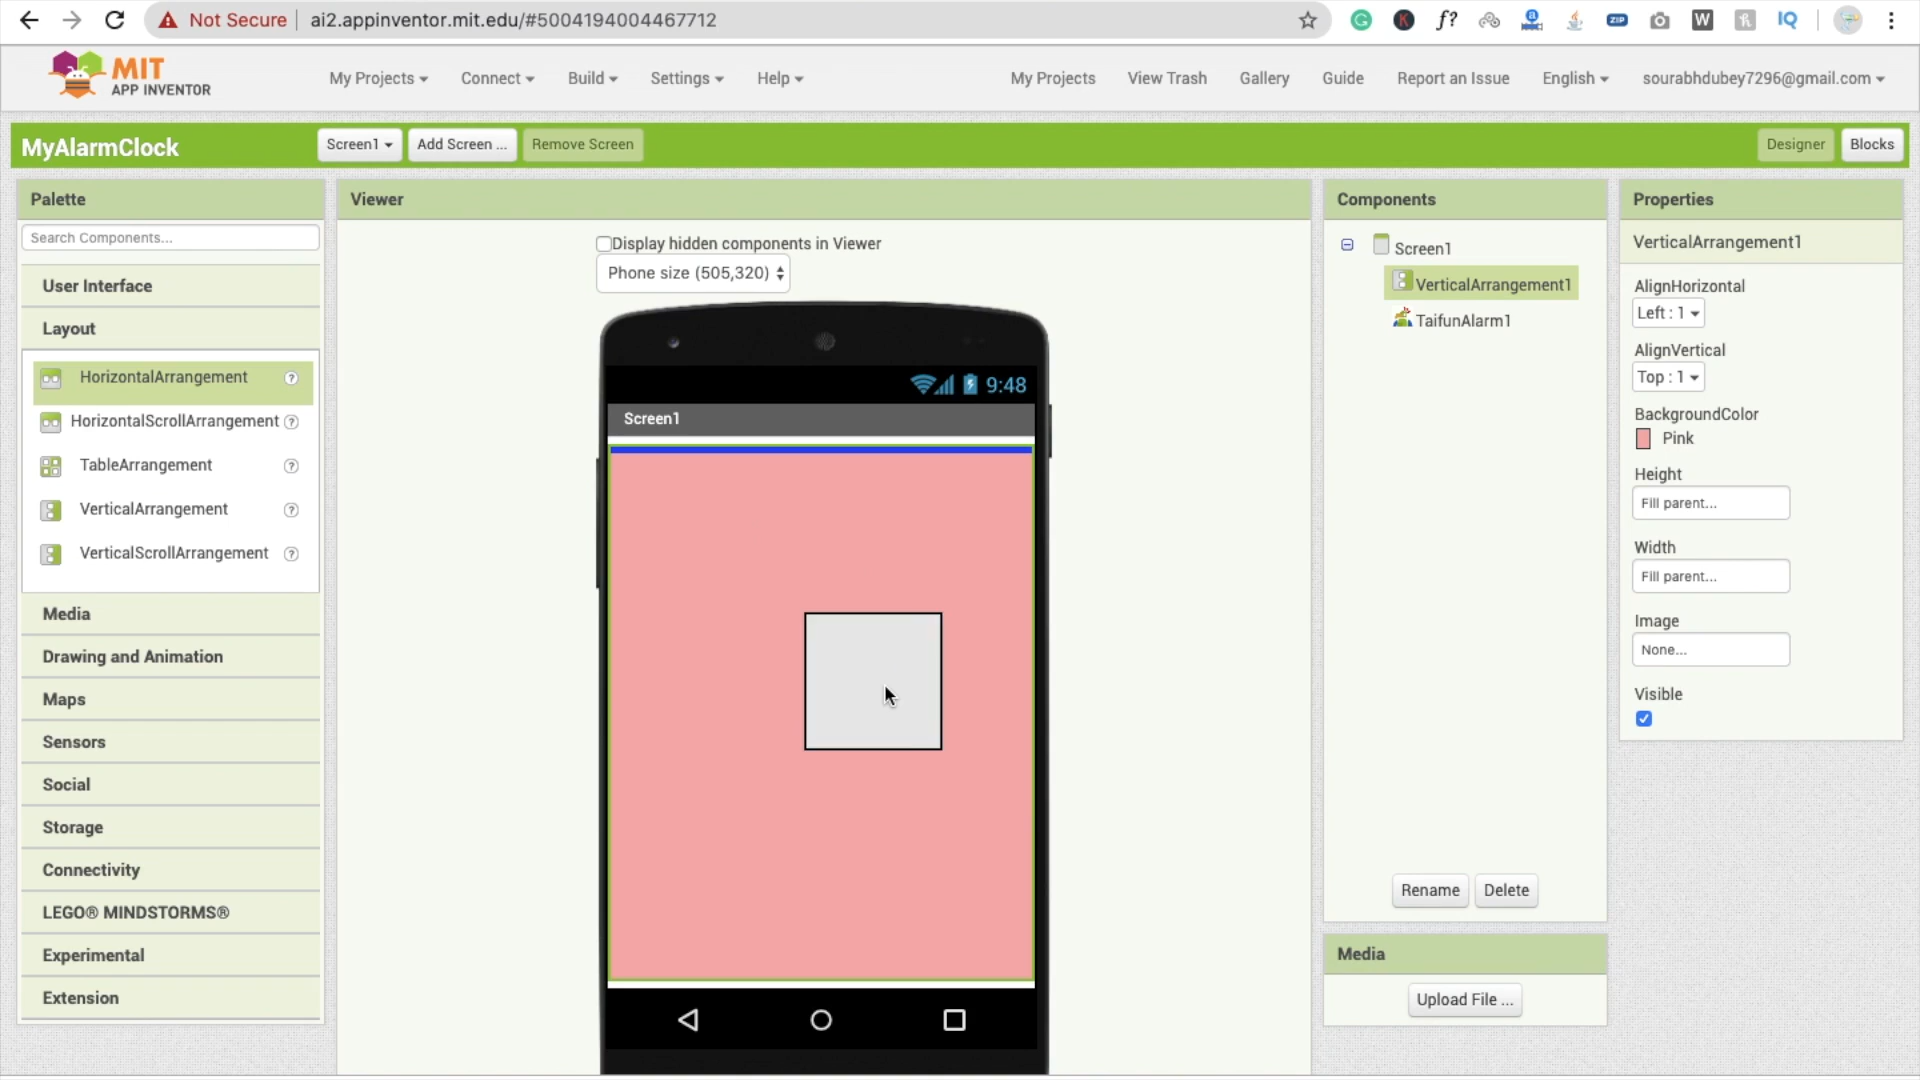 Not Secure
ai2.appinventor.mit.edu/#5004194004467712
MIT
APP INVENTOR
My Projects
Connect
Build
Settings
Help
My Projects
View Trash
Gallery
Guide
Report an Issue
English
sourabhdubey7296@gmail.com
MyAlarmClock
Screen1
Add Screen ...
Remove Screen
Designer
Blocks
Palette
Search Components...
User Interface
Layout
HorizontalArrangement
HorizontalScrollArrangement
TableArrangement
VerticalArrangement
VerticalScrollArrangement
Media
Drawing and Animation
Maps
Sensors
Social
Storage
Connectivity
LEGO® MINDSTORMS®
Experimental
Extension
Viewer
Display hidden components in Viewer
Phone size (505,320)
9:48
Screen1
Components
Screen1
VerticalArrangement1
TaifunAlarm1
Rename
Delete
Media
Upload File ...
Properties
VerticalArrangement1
AlignHorizontal
Left : 1
AlignVertical
Top : 1
BackgroundColor
Pink
Height
Fill parent...
Width
Fill parent...
Image
None...
Visible